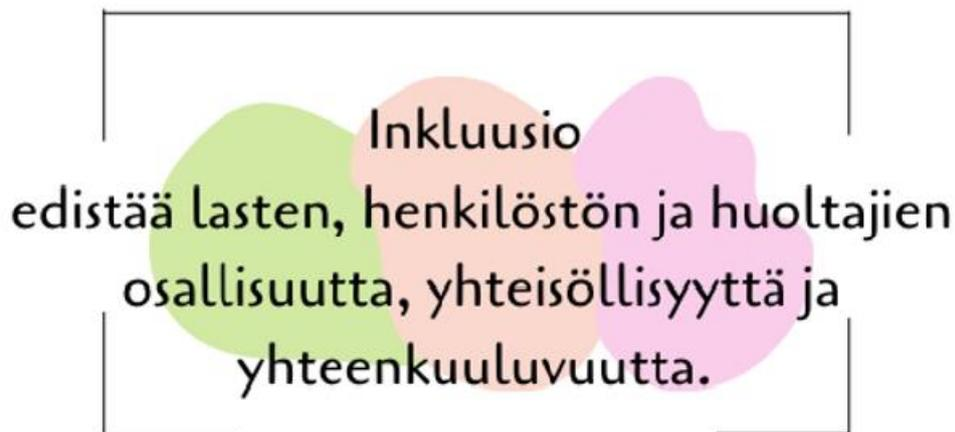 Inkluusio
edistää lasten, henkilöstön ja huoltajien
osallisuutta, yhteisöllisyyttä ja
yhteenkuuluvuutta.